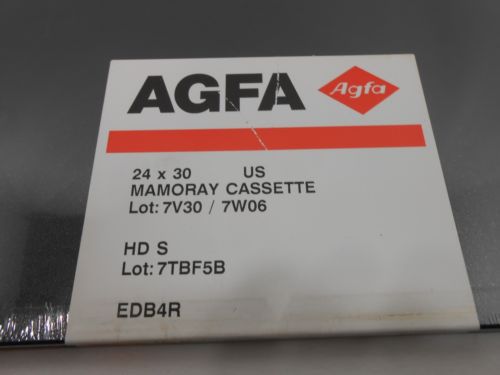 AGFA Agfa
24 x 30 US
MAMORAY CASSETTE
Lot: 7V30 / 7W06
HD S
Lot: 7TBF5B
EDB4R